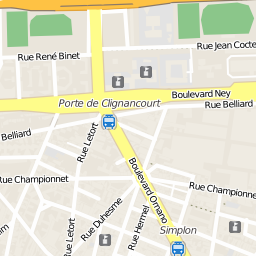 Rue Jean Cocte
Rue René Binet
Boulevard Ney
Porte de Clignancourt
Rue Belliard
Belliard
Rue Letort
Boulevard Ornano
Simplon
Rue Championnet
Rue Championne
Rue Letort
Rue Duhesme
Rue Hermel